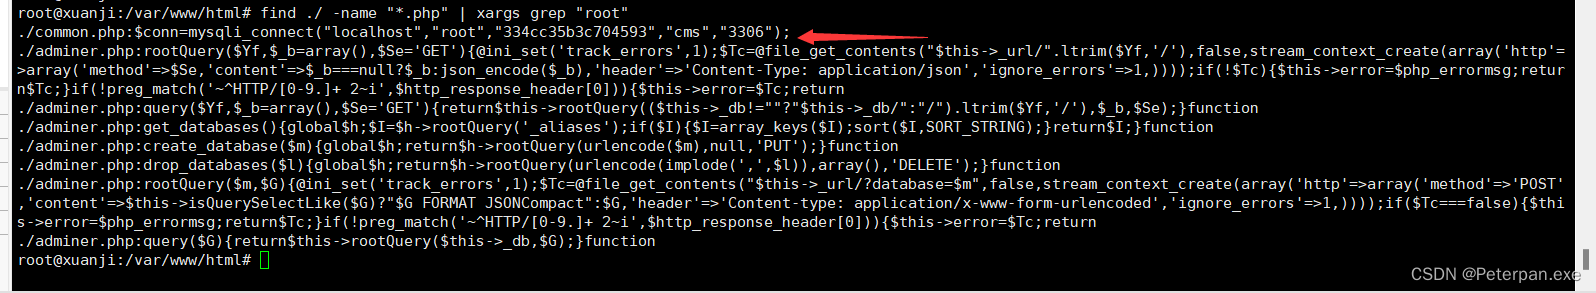 root@xuanji:/var/www/html# find ./ -name "*.php" | xargs grep "root"
./common.php:$conn=mysqli_connect("localhost","root","334cc35b3c704593","cms","3306");
./adminer.php:rootQuery($Yf,$_b=array(),$Se='GET'){@ini_set('track_errors',1);$Tc=@file_get_contents("$this->_url/".ltrim($Yf,'/'),false,stream_context_create(array('http'=
>array('method'=>$Se,'content'=>$_b===null?$_b:json_encode($_b),'header'=>'Content-Type: application/json','ignore_errors'=>1,))));if(!$Tc){$this->error=$php_errormsg;retur
n$Tc;}if(!preg_match('~^HTTP/[0-9.]+ 2~i',$http_response_header[0])){$this->error=$Tc;return
./adminer.php:query($Yf,$_b=array(),$Se='GET'){return$this->rootQuery(($this->_db!=""?"$this->_db/":"/").ltrim($Yf,'/'),$_b,$Se);}function
./adminer.php:get_databases(){global$h;$I=$h->rootQuery('_aliases');if($I){$I=array_keys($I);sort($I,SORT_STRING);}return$I;}function
./adminer.php:create_database($m){global$h;return$h->rootQuery(urlencode($m),null,'PUT');}function
./adminer.php:drop_databases($l){global$h;return$h->rootQuery(urlencode(implode(',',$l)),array(),'DELETE');}function
./adminer.php:rootQuery($m,$G){@ini_set('track_errors',1);$Tc=@file_get_contents("$this->_url/?database=$m",false,stream_context_create(array('http'=>array('method'=>'POST'
,'content'=>$this->isQuerySelectLike($G)?"$G FORMAT JSONCompact":$G,'header'=>'Content-type: application/x-www-form-urlencoded','ignore_errors'=>1,))));if($Tc===false){$thi
s->error=$php_errormsg;return$Tc;}if(!preg_match('~^HTTP/[0-9.]+ 2~i',$http_response_header[0])){$this->error=$Tc;return
./adminer.php:query($G){return$this->rootQuery($this->_db,$G);}function
root@xuanji:/var/www/html#
CSDN @Peterpan.exe